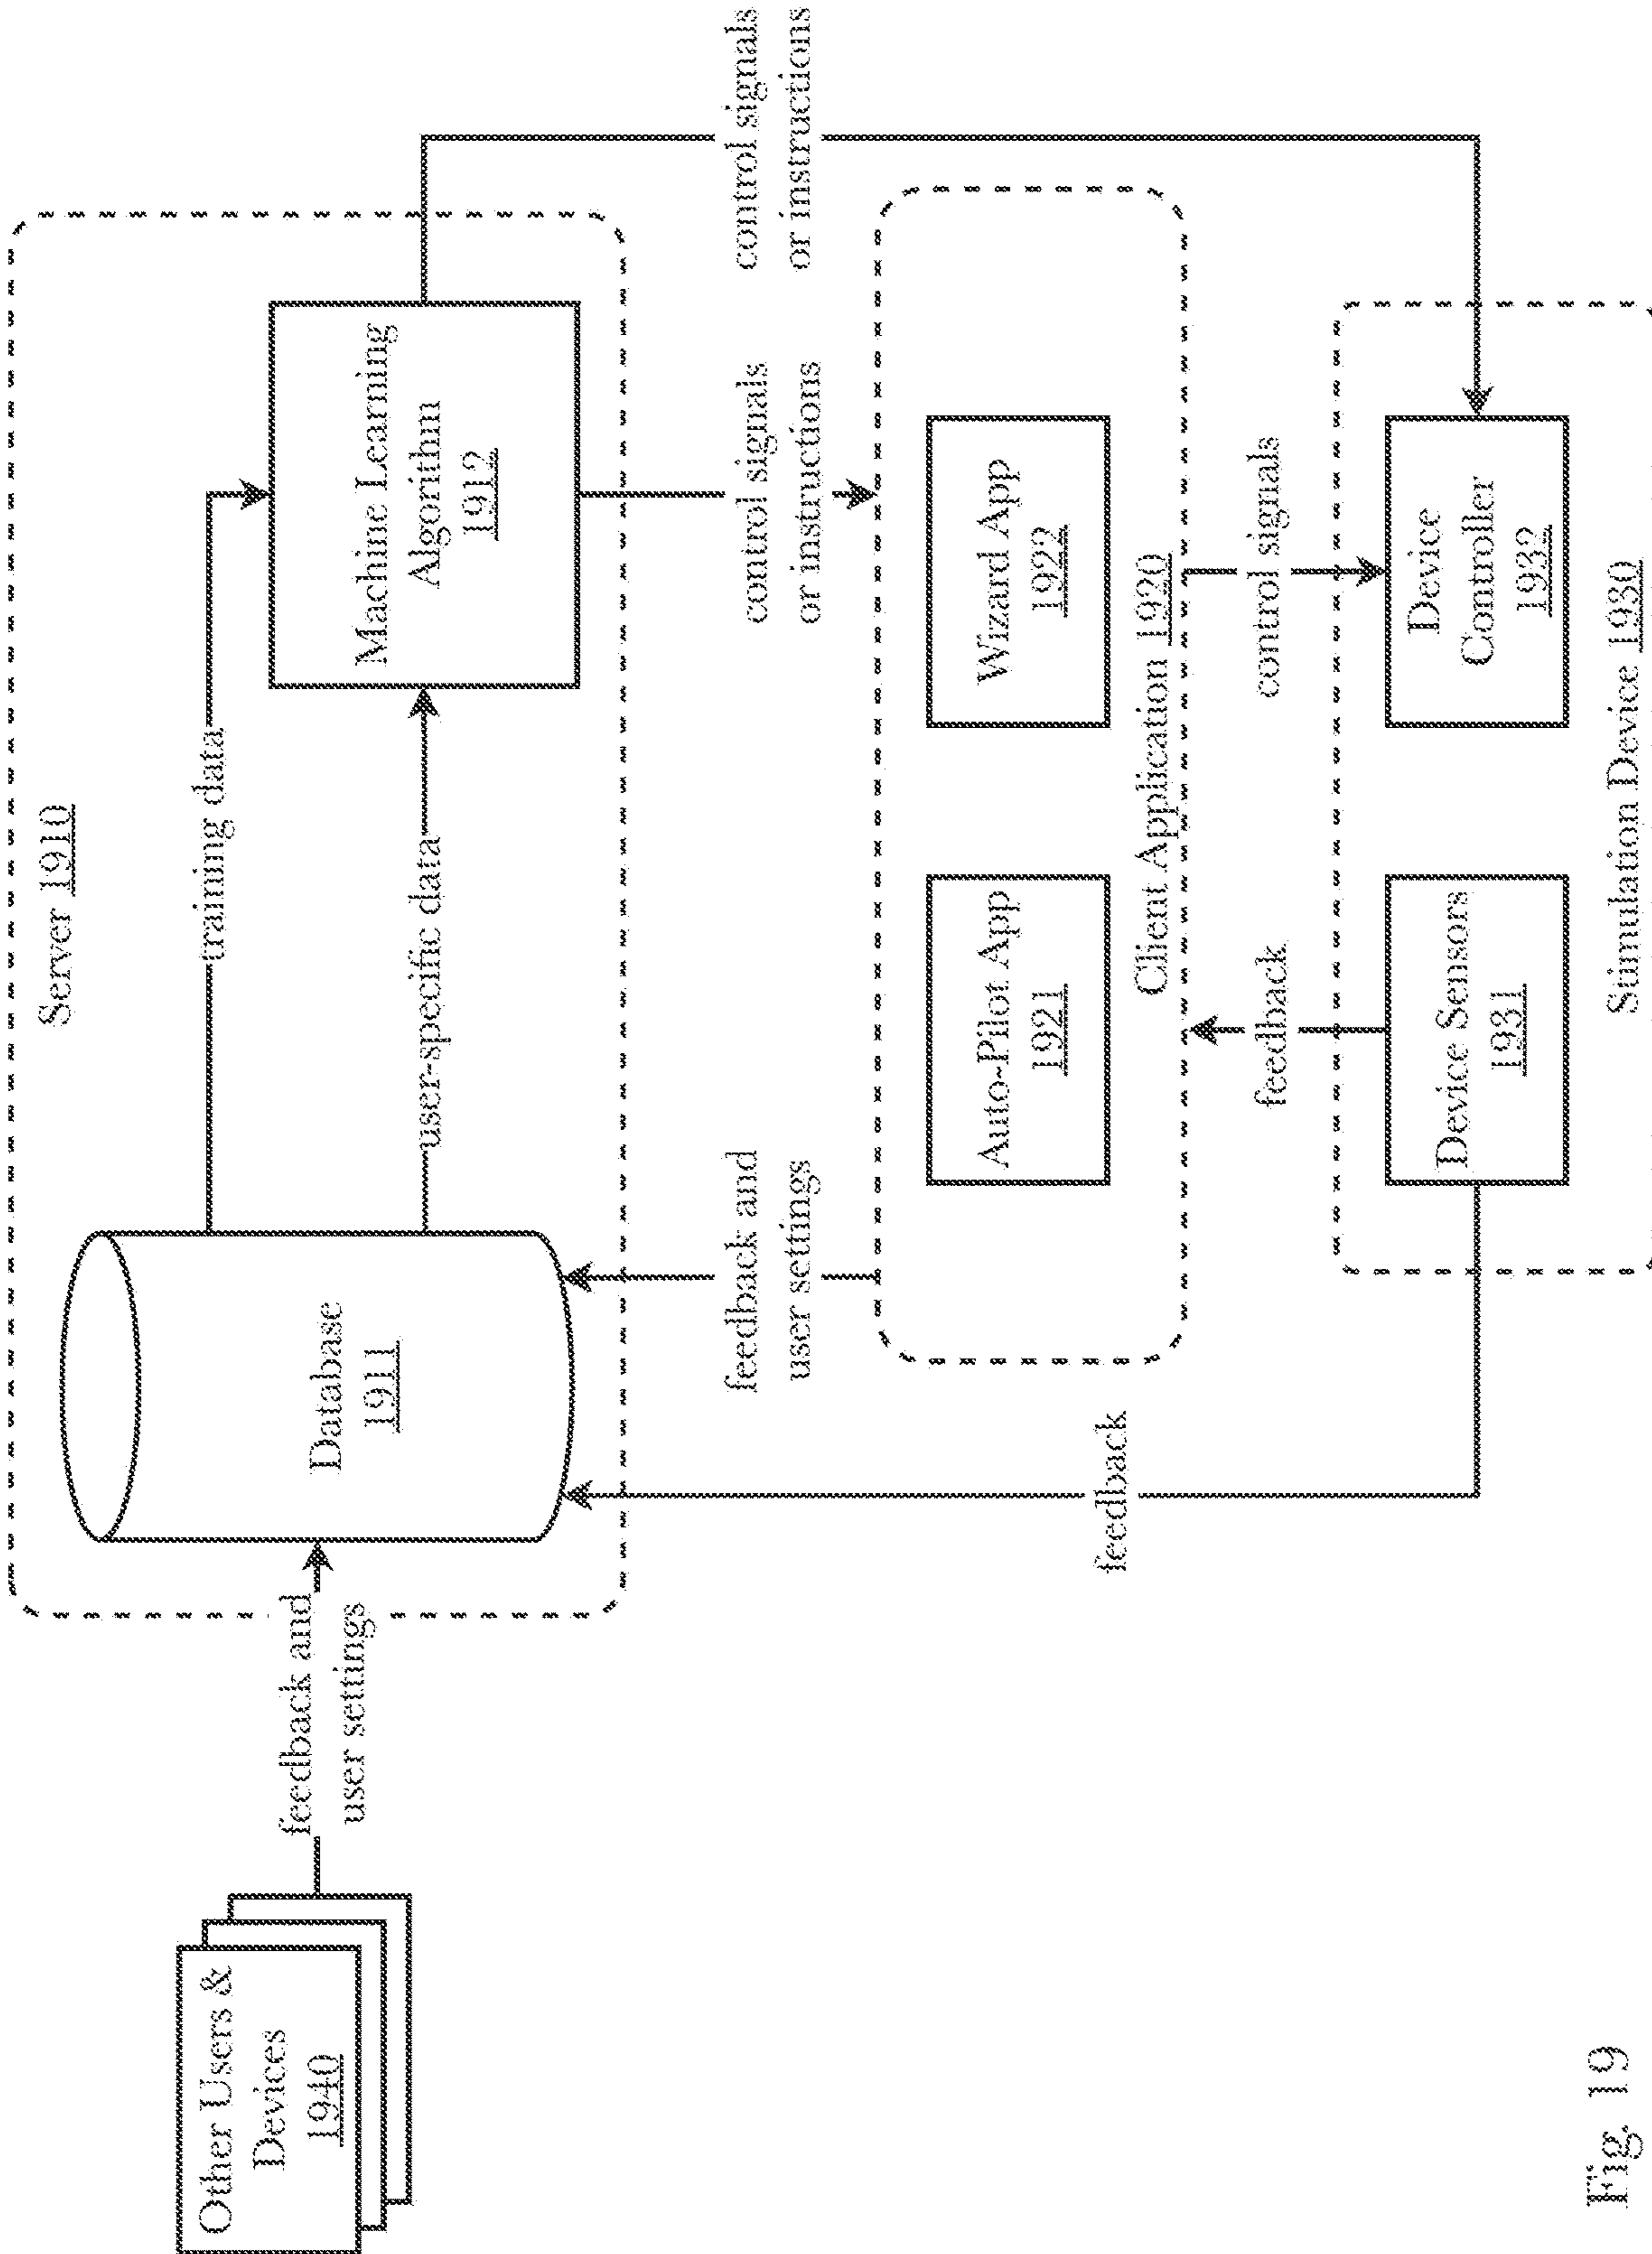 Server 1910
training data
Other Users &
Devices
1940
feedback and
user settings
Database
1911
user-specific data
Machine Learning
Algorithm
1912
feedback and
user settings
control signals
or instructions
control signals
or instructions
feedback
Auto-Pilot App
1921
Wizard App
1922
Client Application 1920
feedback
control signals
Device Sensors
1931
Device
Controller
1932
Stimulation Device 1930
Fig. 19